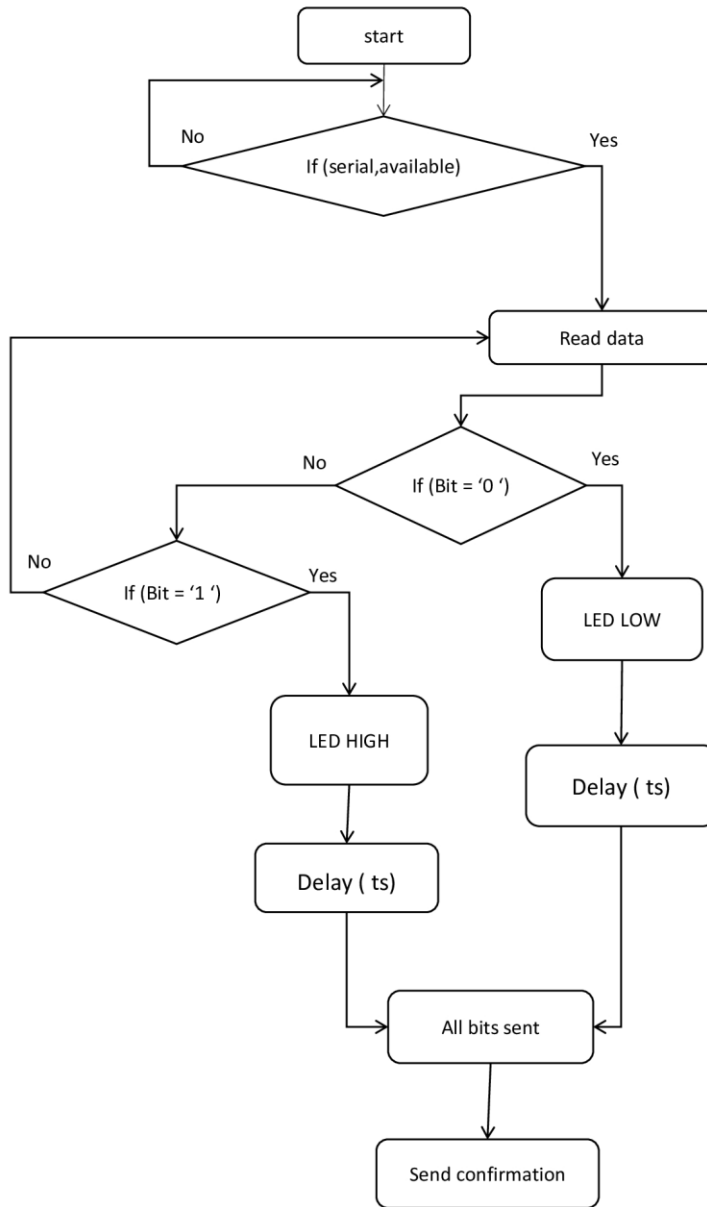 start
No
Yes
If (serial,available)
Read data
No
Yes
If (Bit = ‘0 ‘)
No
Yes
If (Bit = ‘1 ‘)
LED LOW
LED HIGH
Delay ( ts)
Delay ( ts)
All bits sent
Send confirmation